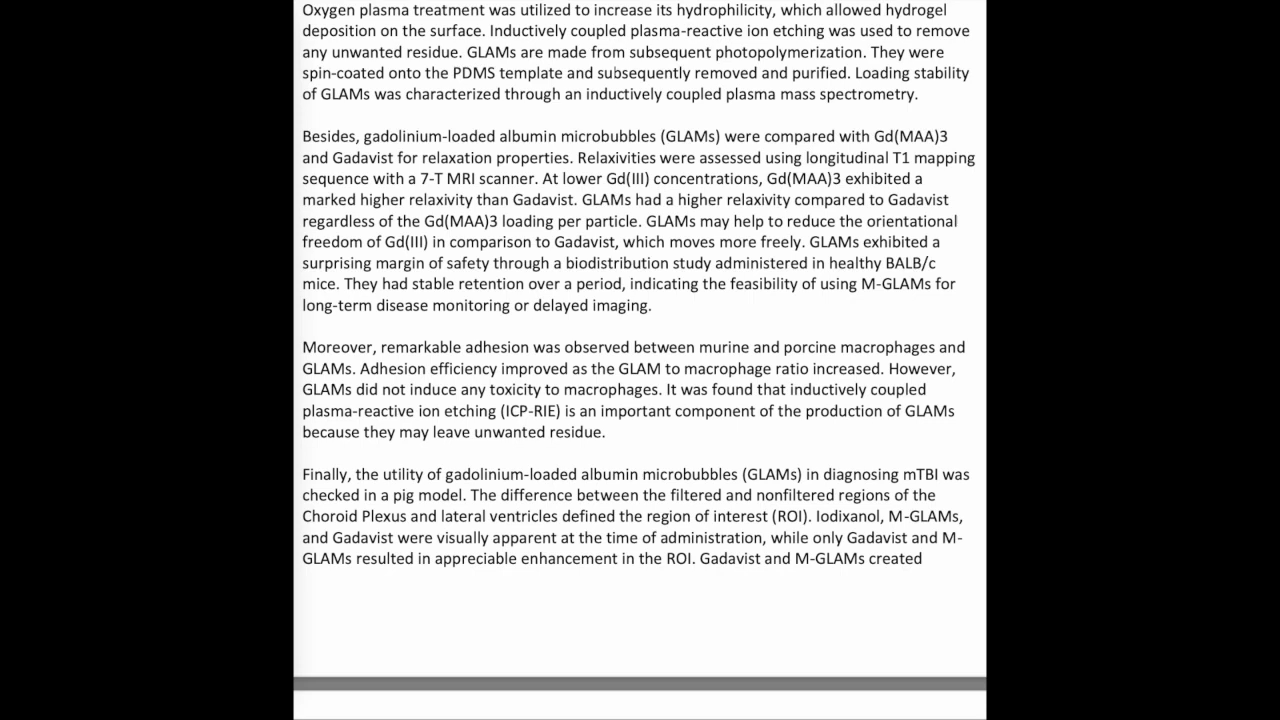 Oxygen plasma treatment was utilized to increase its hydrophilicity, which allowed hydrogel
deposition on the surface. Inductively coupled plasma-reactive ion etching was used to remove
any unwanted residue. GLAMs are made from subsequent photopolymerization. They were
spin-coated onto the PDMS template and subsequently removed and purified. Loading stability
of GLAMs was characterized through an inductively coupled plasma mass spectrometry.
Besides, gadolinium-loaded albumin microbubbles (GLAMs) were compared with Gd(MAA)3
and Gadavist for relaxation properties. Relaxivities were assessed using longitudinal T1 mapping
sequence with a 7-T MRI scanner. At lower Gd(III) concentrations, Gd(MAA)3 exhibited a
marked higher relaxivity than Gadavist. GLAMs had a higher relaxivity compared to Gadavist
regardless of the Gd(MAA)3 loading per particle. GLAMs may help to reduce the orientational
freedom of Gd(III) in comparison to Gadavist, which moves more freely. GLAMs exhibited a
surprising margin of safety through a biodistribution study administered in healthy BALB/c
mice. They had stable retention over a period, indicating the feasibility of using M-GLAMs for
long-term disease monitoring or delayed imaging.
Moreover, remarkable adhesion was observed between murine and porcine macrophages and
GLAMs. Adhesion efficiency improved as the GLAM to macrophage ratio increased. However,
GLAMs did not induce any toxicity to macrophages. It was found that inductively coupled
plasma-reactive ion etching (ICP-RIE) is an important component of the production of GLAMs
because they may leave unwanted residue.
Finally, the utility of gadolinium-loaded albumin microbubbles (GLAMs) in diagnosing mTBI was
checked in a pig model. The difference between the filtered and nonfiltered regions of the
Choroid Plexus and lateral ventricles defined the region of interest (ROI). Iodixanol, M-GLAMs,
and Gadavist were visually apparent at the time of administration, while only Gadavist and M-
GLAMs resulted in appreciable enhancement in the ROI. Gadavist and M-GLAMs created